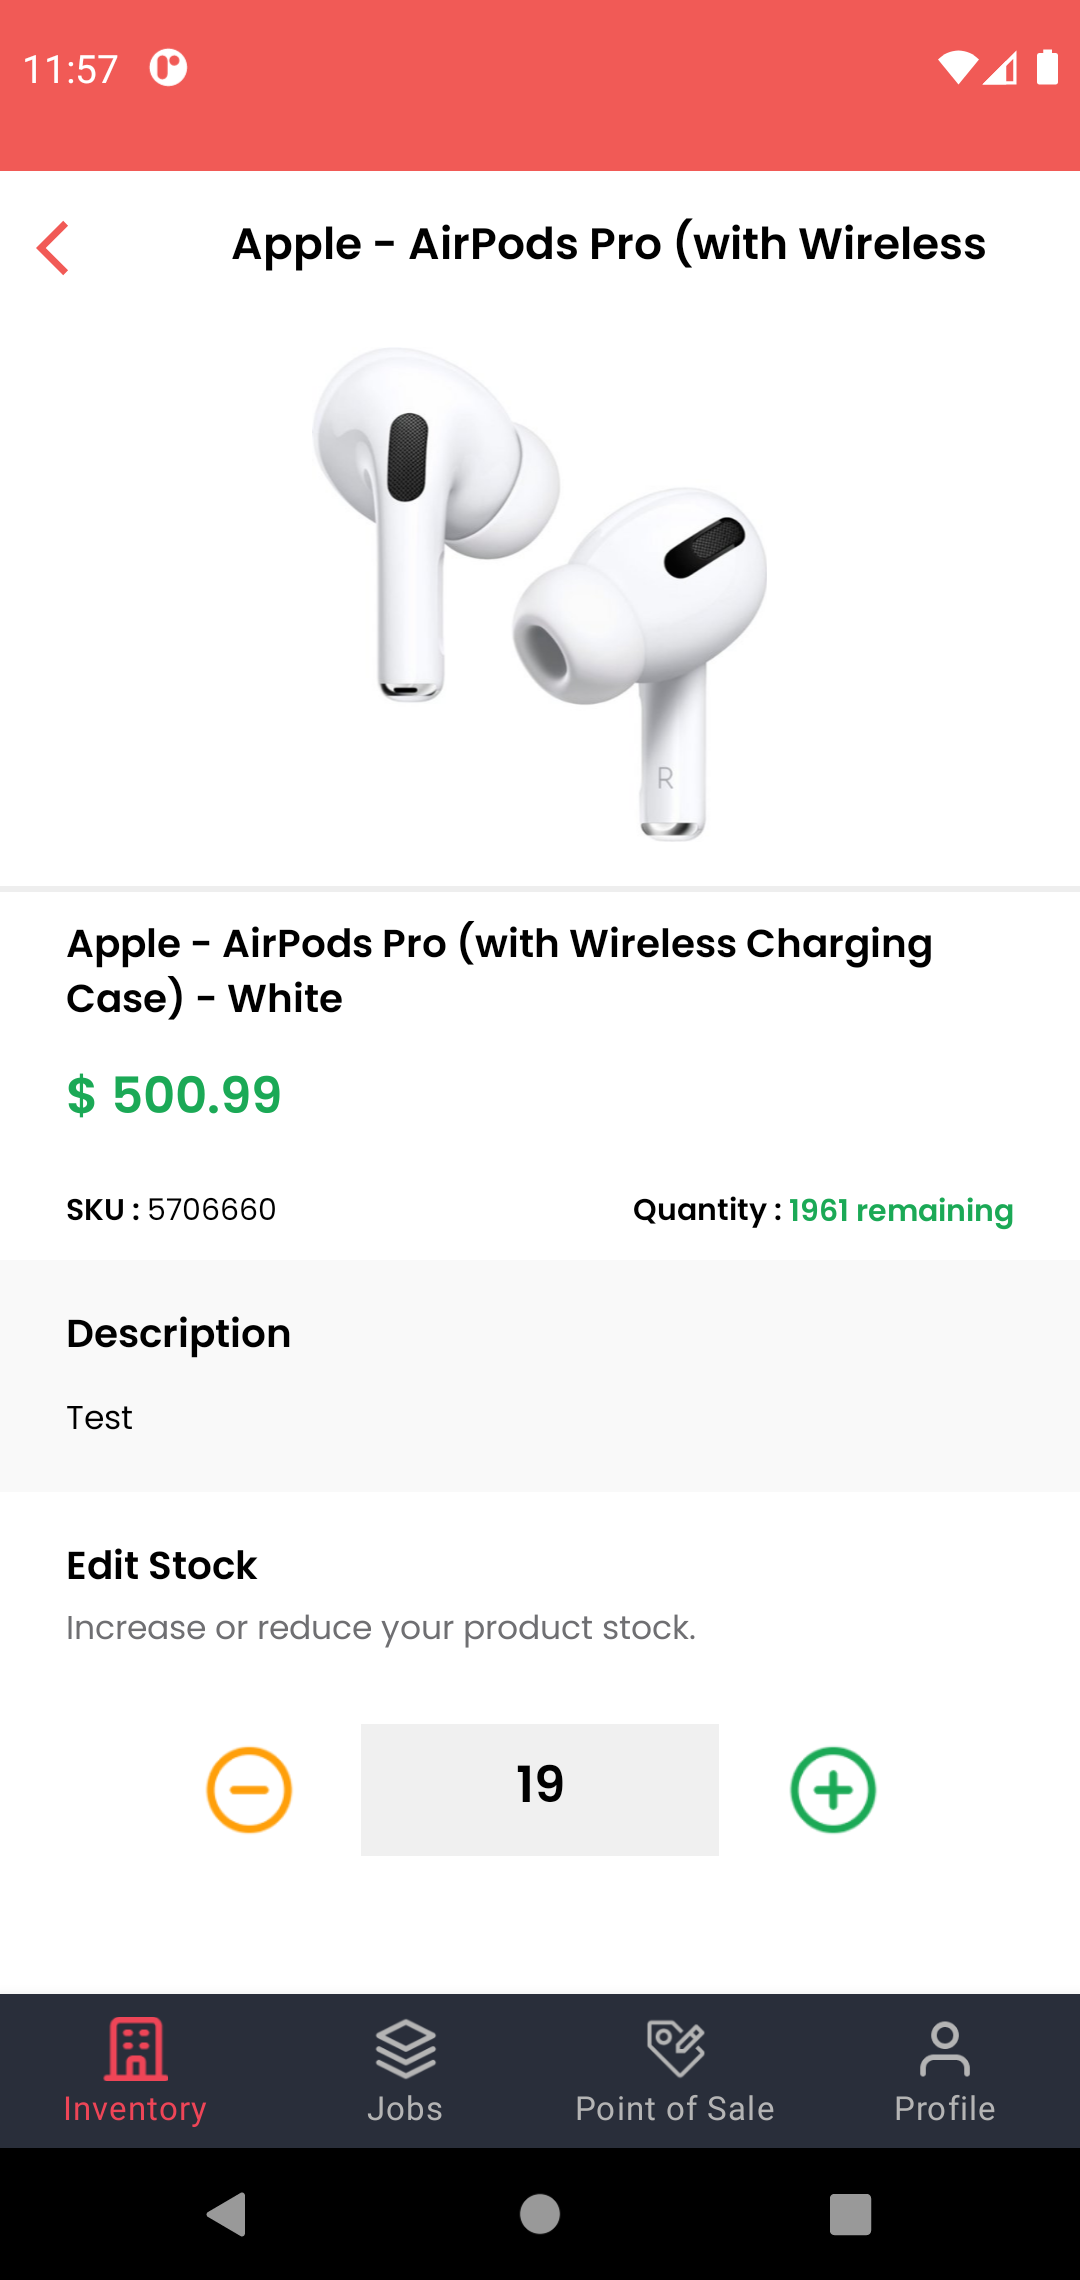 11:57
Apple - AirPods Pro (with Wireless
R
Apple - AirPods Pro (with Wireless Charging
Case) - White
$ 500.99
SKU : 5706660 Quantity : 1961 remaining
Description
Test
Edit Stock
Increase or reduce your product stock.
19
Inventory Jobs Point of Sale Profile